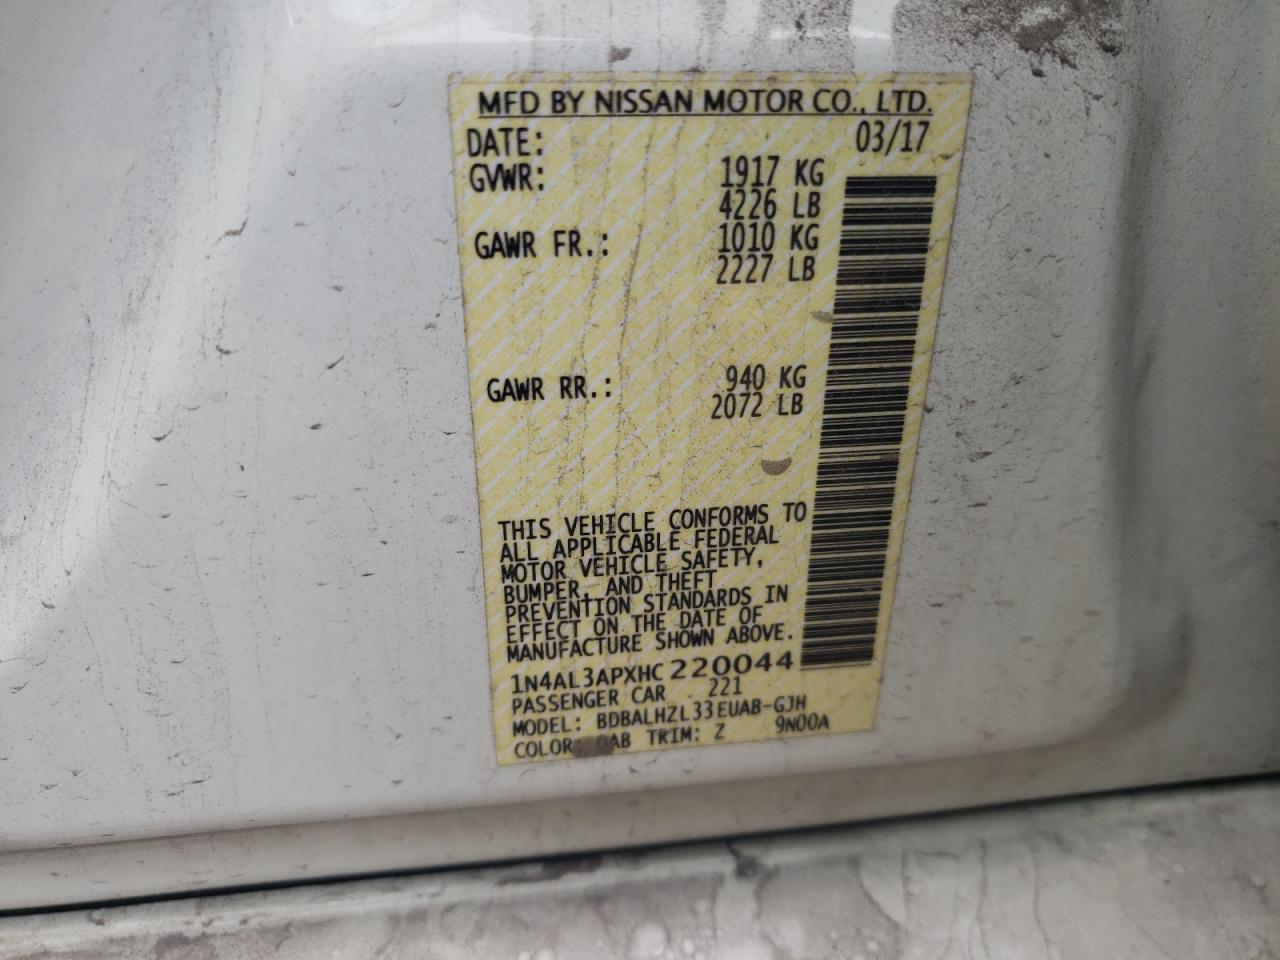 MFD BY NISSAN MOTOR CO., LTD.
DATE: 03/17
GVWR: 1917 KG
4226 LB
GAWR FR.: 1010 KG
2227 LB
GAWR RR.: 940 KG
2072 LB
THIS VEHICLE CONFORMS TO
ALL APPLICABLE FEDERAL
MOTOR VEHICLE SAFETY,
BUMPER, AND THEFT
PREVENTION STANDARDS IN
EFFECT ON THE DATE OF
MANUFACTURE SHOWN ABOVE.
1N4AL3APXHC220044
PASSENGER CAR 221
MODEL: BDBALHZL33EUAB-GJH
COLOR: QAB TRIM: Z 9N00A